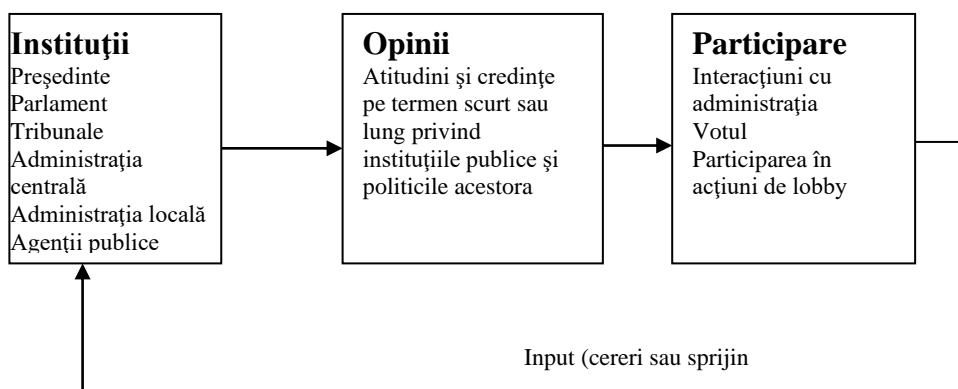 Instituţii
Preşedinte
Parlament
Tribunale
Administraţia
centrală
Administraţia locală
Agenţii publice
Opinii
Atitudini şi credinţe
pe termen scurt sau
lung privind
instituţiile publice şi
politicile acestora
Participare
Interacţiuni cu
administraţia
Votul
Participarea în
acţiuni de lobby
Input (cereri sau sprijin